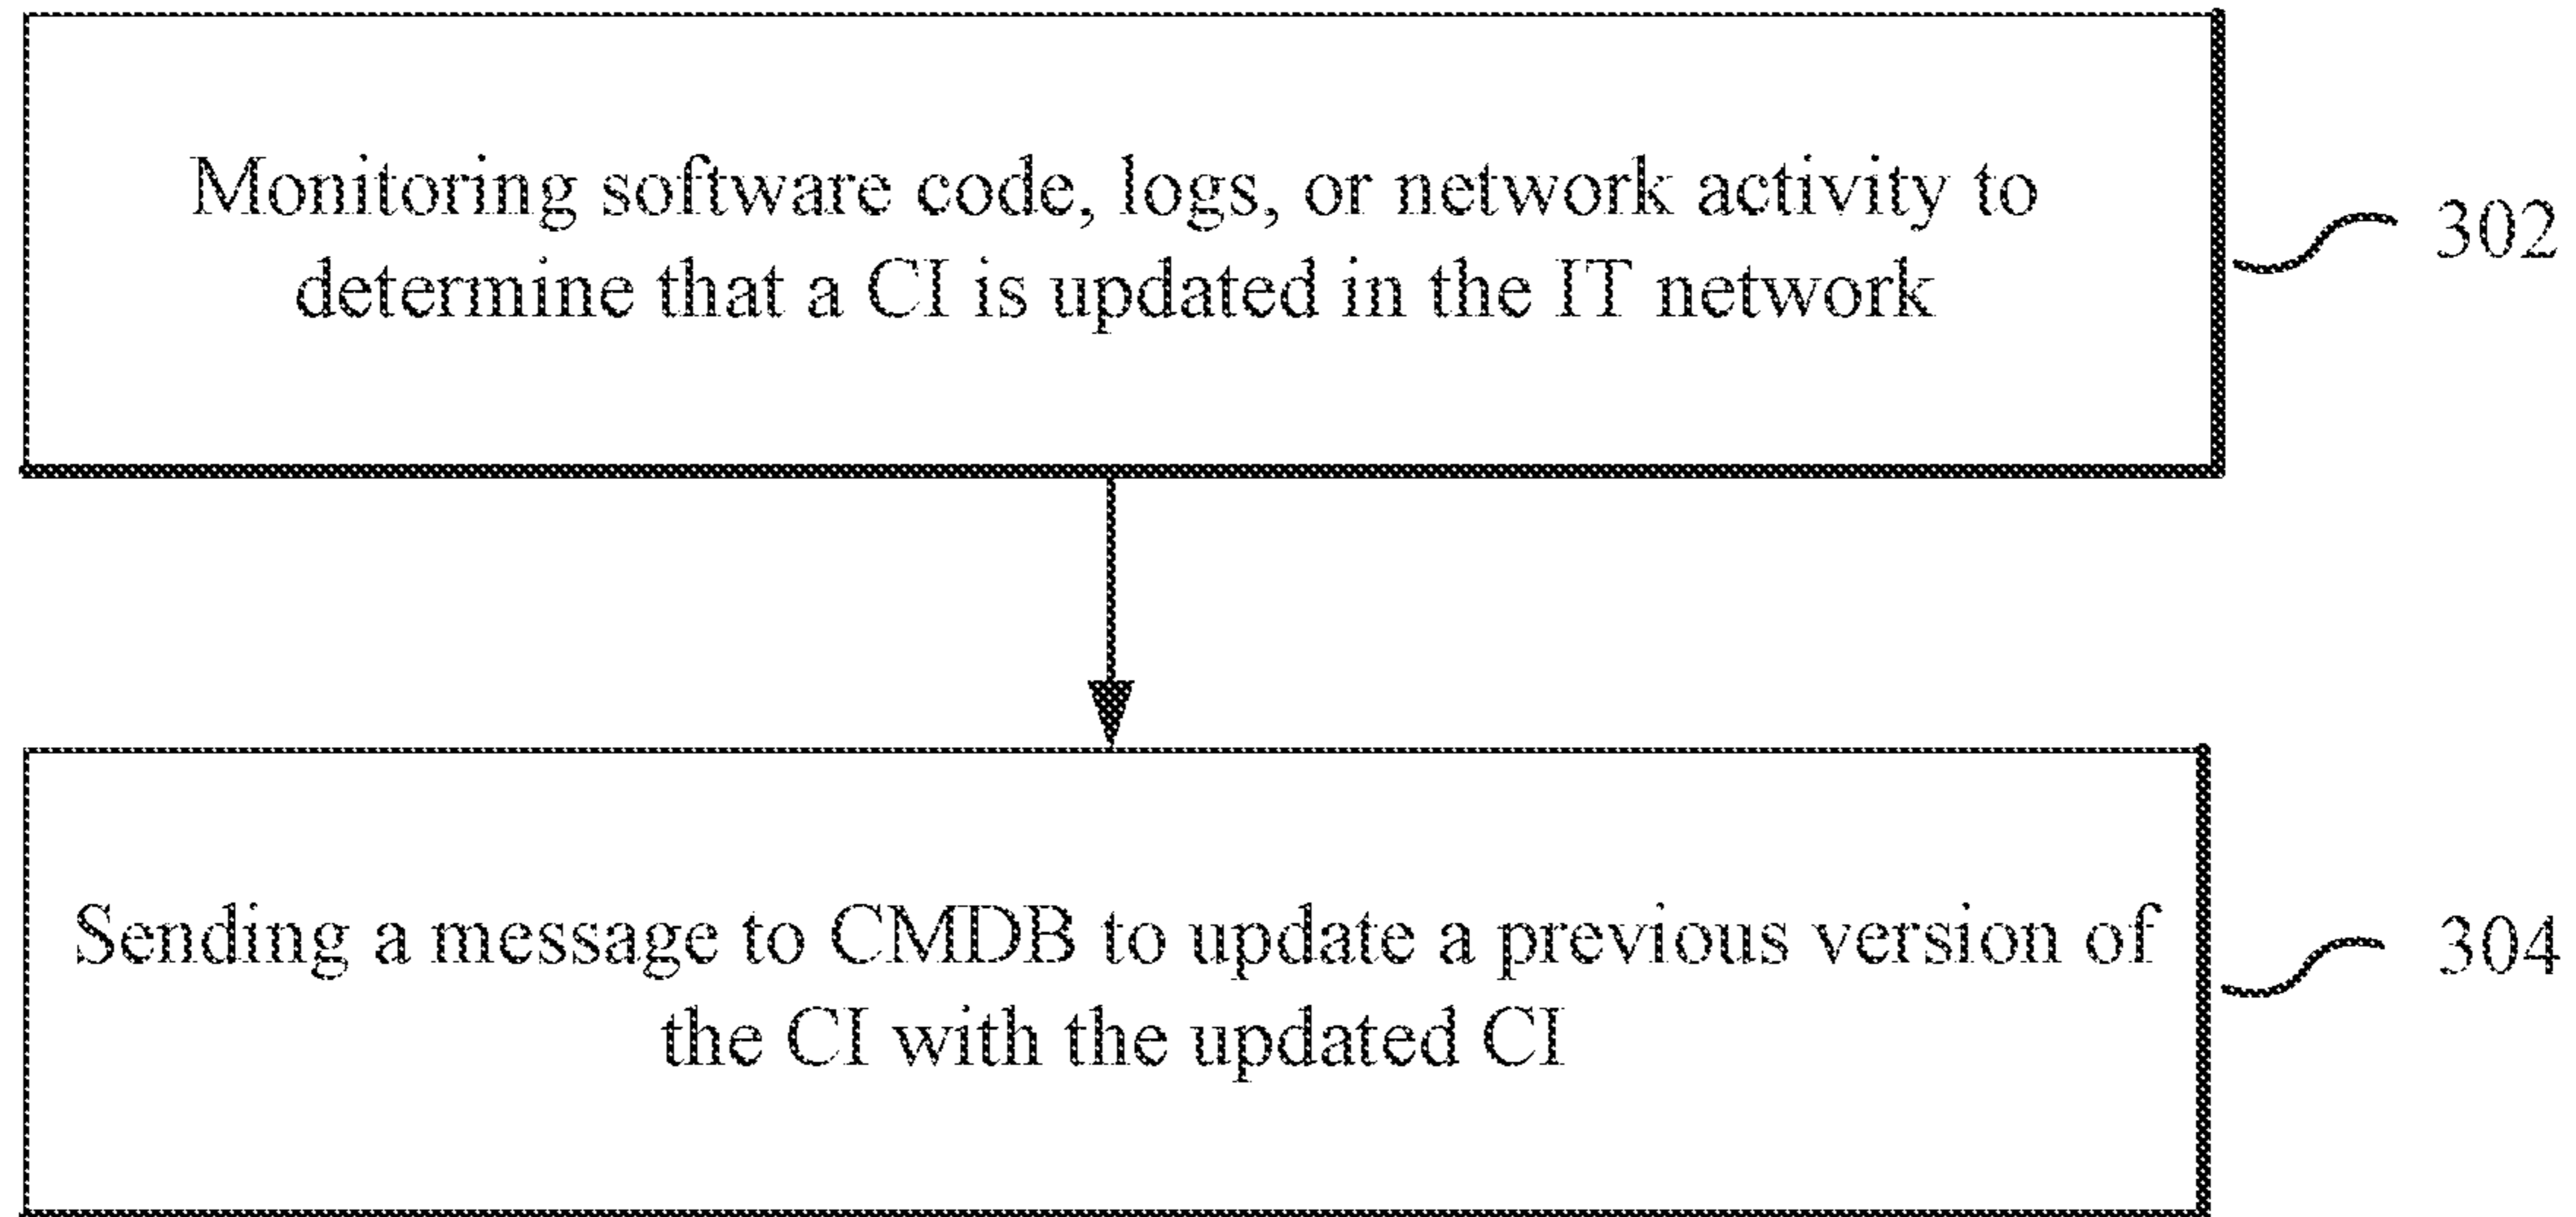 Monitoring software code, logs, or network activity to
determine that a CI is updated in the IT network
302
Sending a message to CMDB to update a previous version of
the CI with the updated CI
304